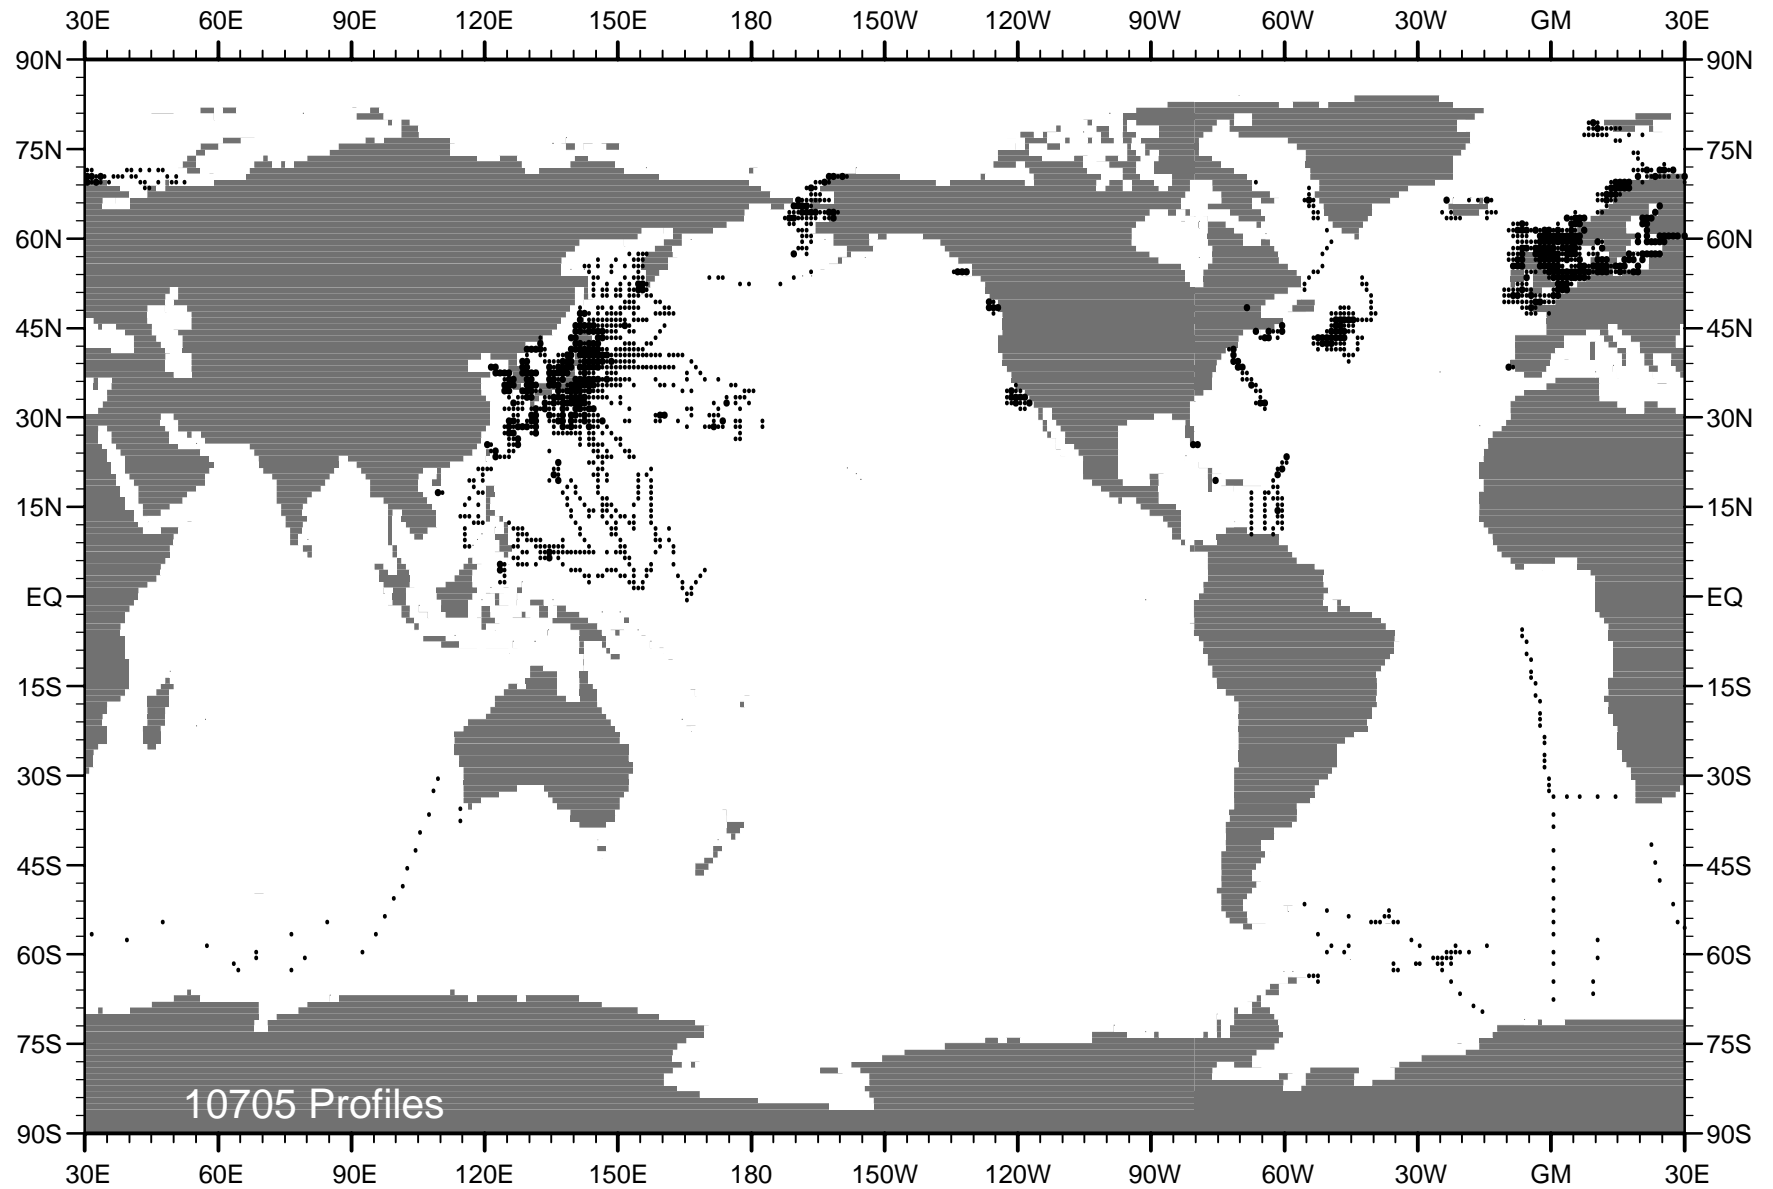 30E 60E 90E 120E 150E 180 150W 120W 90W 60W 30W GM 30E
90N 90N
75N 75N
60N 60N
45N 45N
30N 30N
15N 15N
EQ EQ
15S 15S
30S 30S
45S 45S
60S 60S
75S 75S
10705 Profiles
90S 90S
30E 60E 90E 120E 150E 180 150W 120W 90W 60W 30W GM 30E